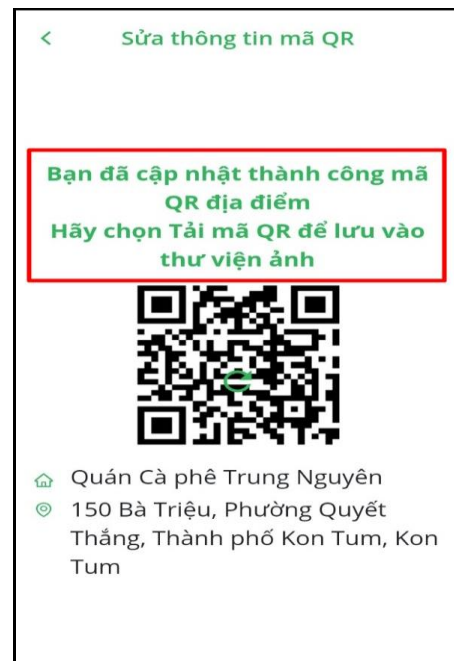 Sửa thông tin mã QR
Bạn đã cập nhật thành công mã
QR địa điểm
Hãy chọn Tải mã QR để lưu vào
thư viện ảnh
Quán Cà phê Trung Nguyên
150 Bà Triệu, Phường Quyết
Thắng, Thành phố Kon Tum, Kon
Tum